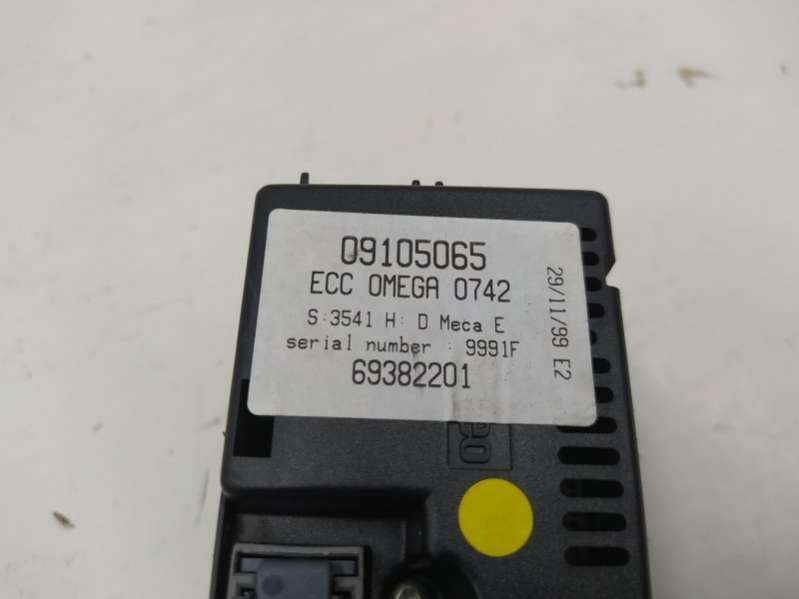 09105065
ECC OMEGA 0742
S:3541 H: D Meca E
serial number : 9991F
69382201
29/11/99 E2